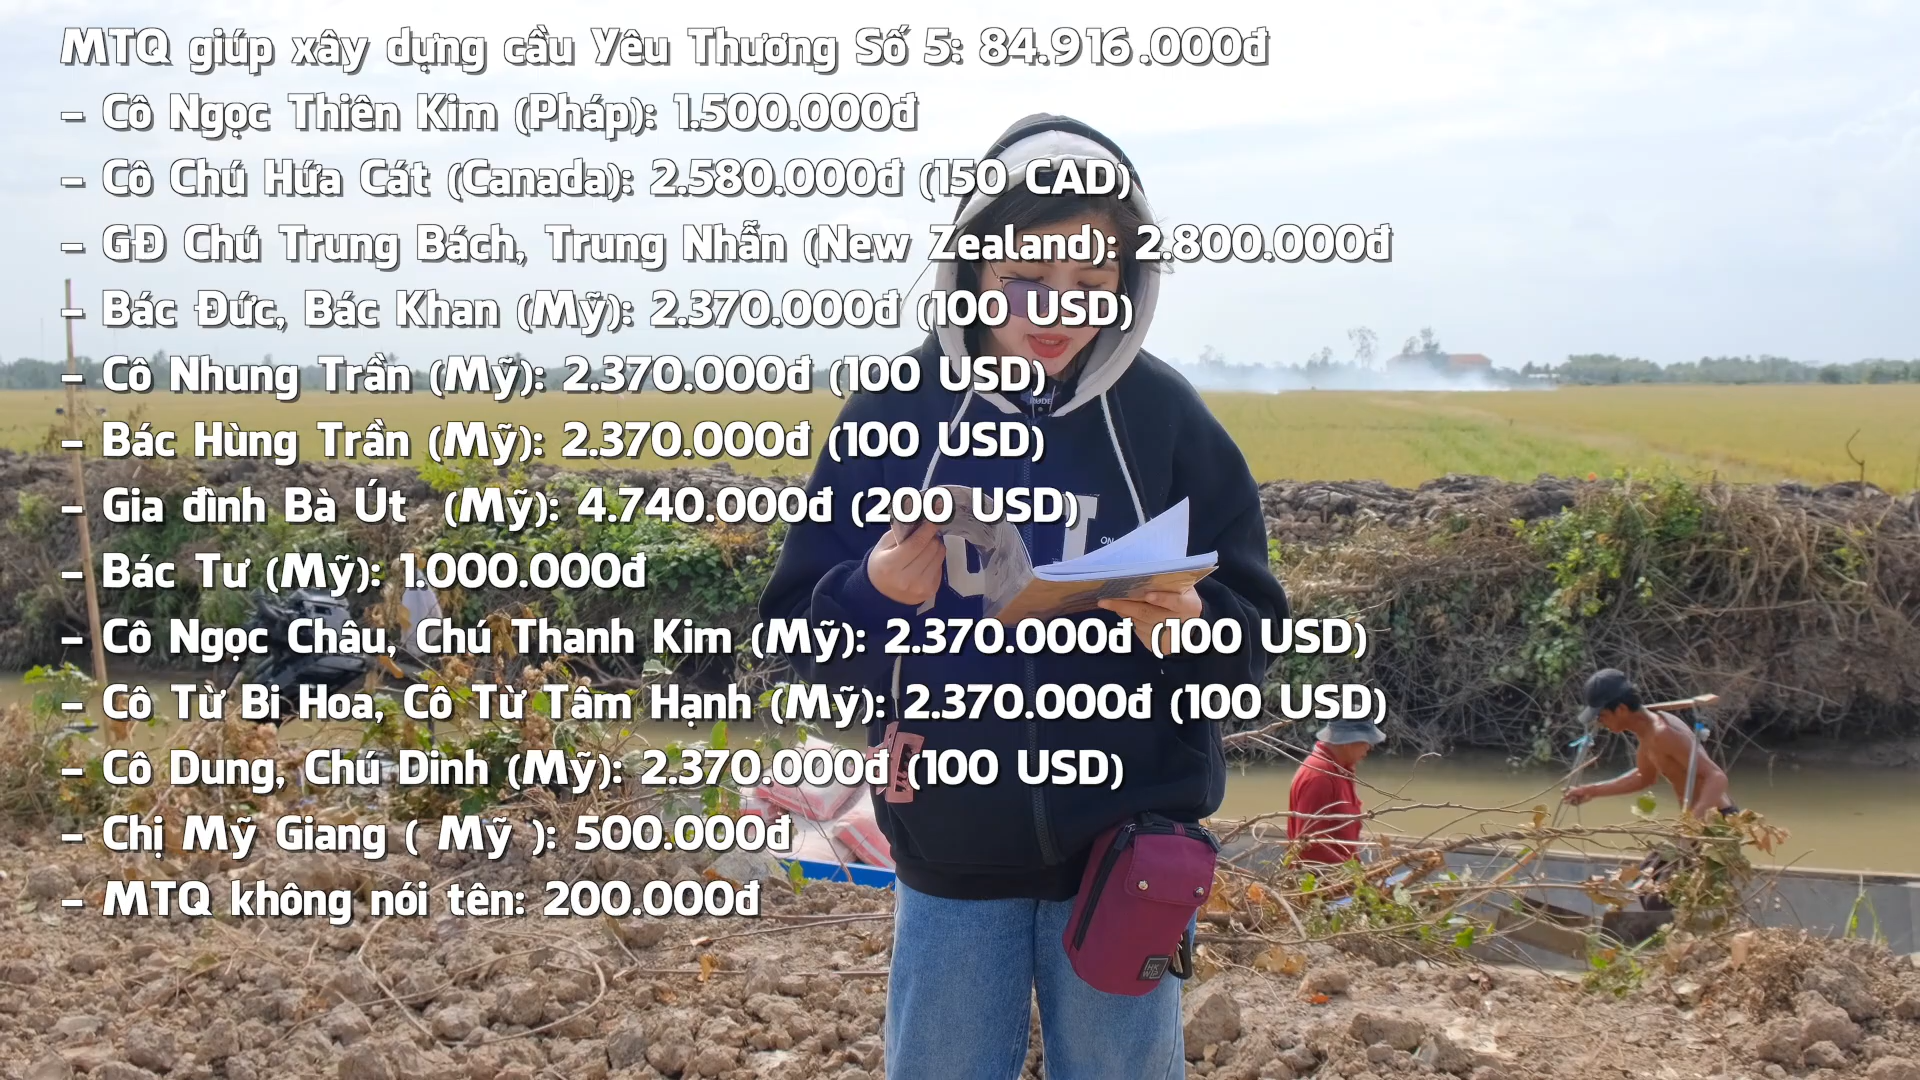 MTQ giúp xây dựng cầu Yêu Thương Số 5: 84.916.000đ
- Cô Ngọc Thiên Kim (Pháp): 1.500.000đ
- Cô Chú Hứa Cát (Canada): 2.580.000đ (150 CAD)
- GĐ Chú Trung Bách, Trung Nhẫn (New Zealand): 2.800.000đ
- Bác Đức, Bác Khan (Mỹ): 2.370.000đ (100 USD)
- Cô Nhung Trần (Mỹ): 2.370.000đ (100 USD)
- Bác Hùng Trần (Mỹ): 2.370.000đ (100 USD)
- Gia đình Bà Út  (Mỹ): 4.740.000đ (200 USD)
- Bác Tư (Mỹ): 1.000.000đ
- Cô Ngọc Châu, Chú Thanh Kim (Mỹ): 2.370.000đ (100 USD)
- Cô Từ Bi Hoa, Cô Từ Tâm Hạnh (Mỹ): 2.370.000đ (100 USD)
- Cô Dung, Chú Dinh (Mỹ): 2.370.000đ (100 USD)
- Chị Mỹ Giang ( Mỹ ): 500.000đ
- MTQ không nói tên: 200.000đ